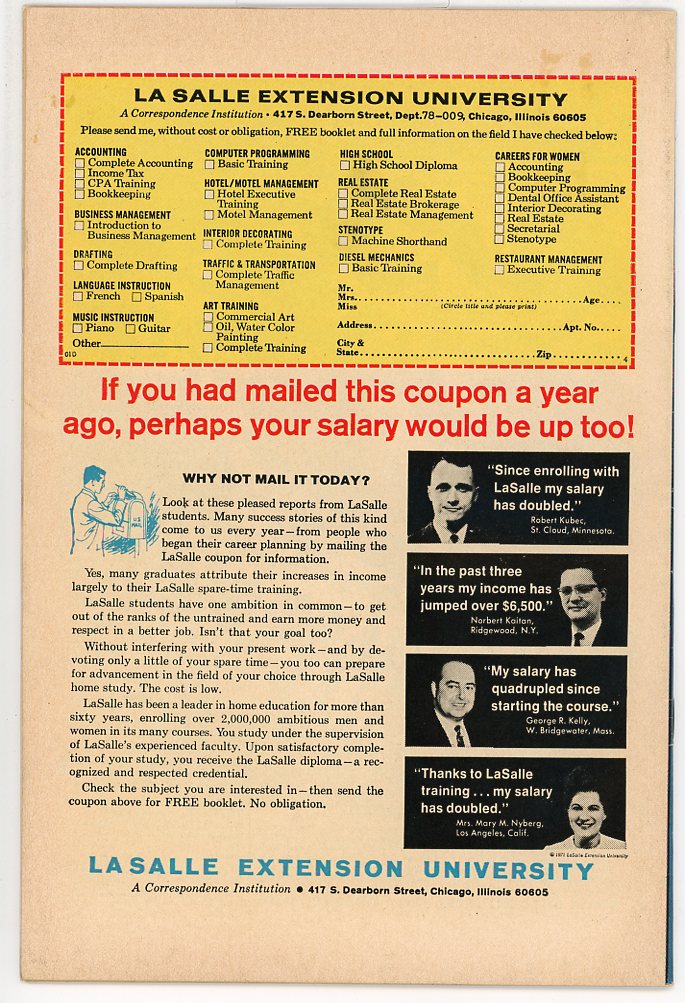 LA SALLE EXTENSION UNIVERSITY
A Correspondence Institution • 417 S. Dearborn Street, Dept.78-009, Chicago, Illinois 60605
Please send me, without cost or obligation, FREE booklet and full information on the field I have checked below:
ACCOUNTING
Complete Accounting
Income Tax
CPA Training
Bookkeeping
BUSINESS MANAGEMENT
Introduction to
Business Management
DRAFTING
Complete Drafting
LANGUAGE INSTRUCTION
French Spanish
MUSIC INSTRUCTION
Piano Guitar
Other
010
COMPUTER PROGRAMMING
Basic Training
HOTEL/MOTEL MANAGEMENT
Hotel Executive
Training
Motel Management
INTERIOR DECORATING
Complete Training
TRAFFIC & TRANSPORTATION
Complete Traffic
Management
ART TRAINING
Commercial Art
Oil, Water Color
Painting
Complete Training
HIGH SCHOOL
High School Diploma
REAL ESTATE
Complete Real Estate
Real Estate Brokerage
Real Estate Management
STENOTYPE
Machine Shorthand
DIESEL MECHANICS
Basic Training
CAREERS FOR WOMEN
Accounting
Bookkeeping
Computer Programming
Dental Office Assistant
Interior Decorating
Real Estate
Secretarial
Stenotype
RESTAURANT MANAGEMENT
Executive Training
Mr.
Mrs. Age
Miss (Circle title and please print)
Address Apt. No.
City &
State Zip
4
If you had mailed this coupon a year
ago, perhaps your salary would be up too!
WHY NOT MAIL IT TODAY?
U.S.
MAIL
Look at these pleased reports from LaSalle
students. Many success stories of this kind
come to us every year—from people who
began their career planning by mailing the
LaSalle coupon for information.
Yes, many graduates attribute their increases in income
largely to their LaSalle spare-time training.
LaSalle students have one ambition in common—to get
out of the ranks of the untrained and earn more money and
respect in a better job. Isn't that your goal too?
Without interfering with your present work—and by de-
voting only a little of your spare time—you too can prepare
for advancement in the field of your choice through LaSalle
home study. The cost is low.
LaSalle has been a leader in home education for more than
sixty years, enrolling over 2,000,000 ambitious men and
women in its many courses. You study under the supervision
of LaSalle's experienced faculty. Upon satisfactory comple-
tion of your study, you receive the LaSalle diploma—a rec-
ognized and respected credential.
Check the subject you are interested in—then send the
coupon above for FREE booklet. No obligation.
"Since enrolling with
LaSalle my salary
has doubled."
Robert Kubec,
St. Cloud, Minnesota.
"In the past three
years my income has
jumped over $6,500."
Norbert Kaitan,
Ridgewood, N.Y.
"My salary has
quadrupled since
starting the course."
George R. Kelly,
W. Bridgewater, Mass.
"Thanks to LaSalle
training ... my salary
has doubled."
Mrs. Mary M. Nyberg,
Los Angeles, Calif.
© 1971 LaSalle Extension University
LA SALLE EXTENSION UNIVERSITY
A Correspondence Institution • 417 S. Dearborn Street, Chicago, Illinois 60605